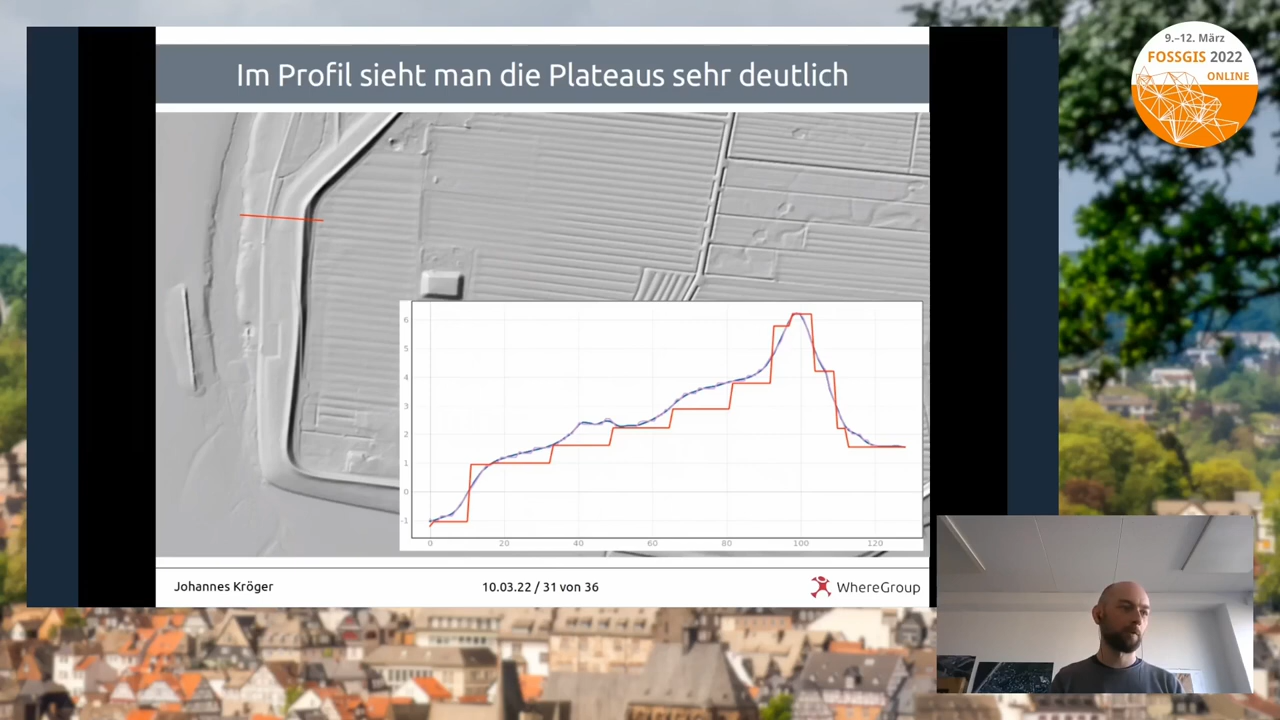 9.–12. März
FOSSGIS 2022
ONLINE
Im Profil sieht man die Plateaus sehr deutlich
6
5
4
3
2
1
0
-1
0 20 40 60 80 100 120
Johannes Kröger
10.03.22 / 31 von 36
WhereGroup